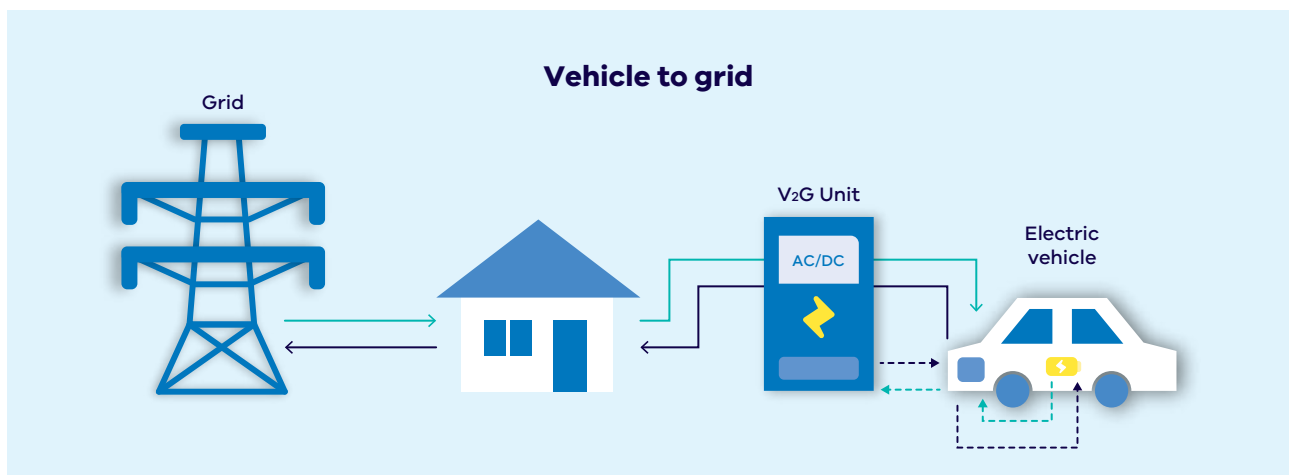 Vehicle to grid
Grid
V2G Unit
AC/DC
Electric
vehicle